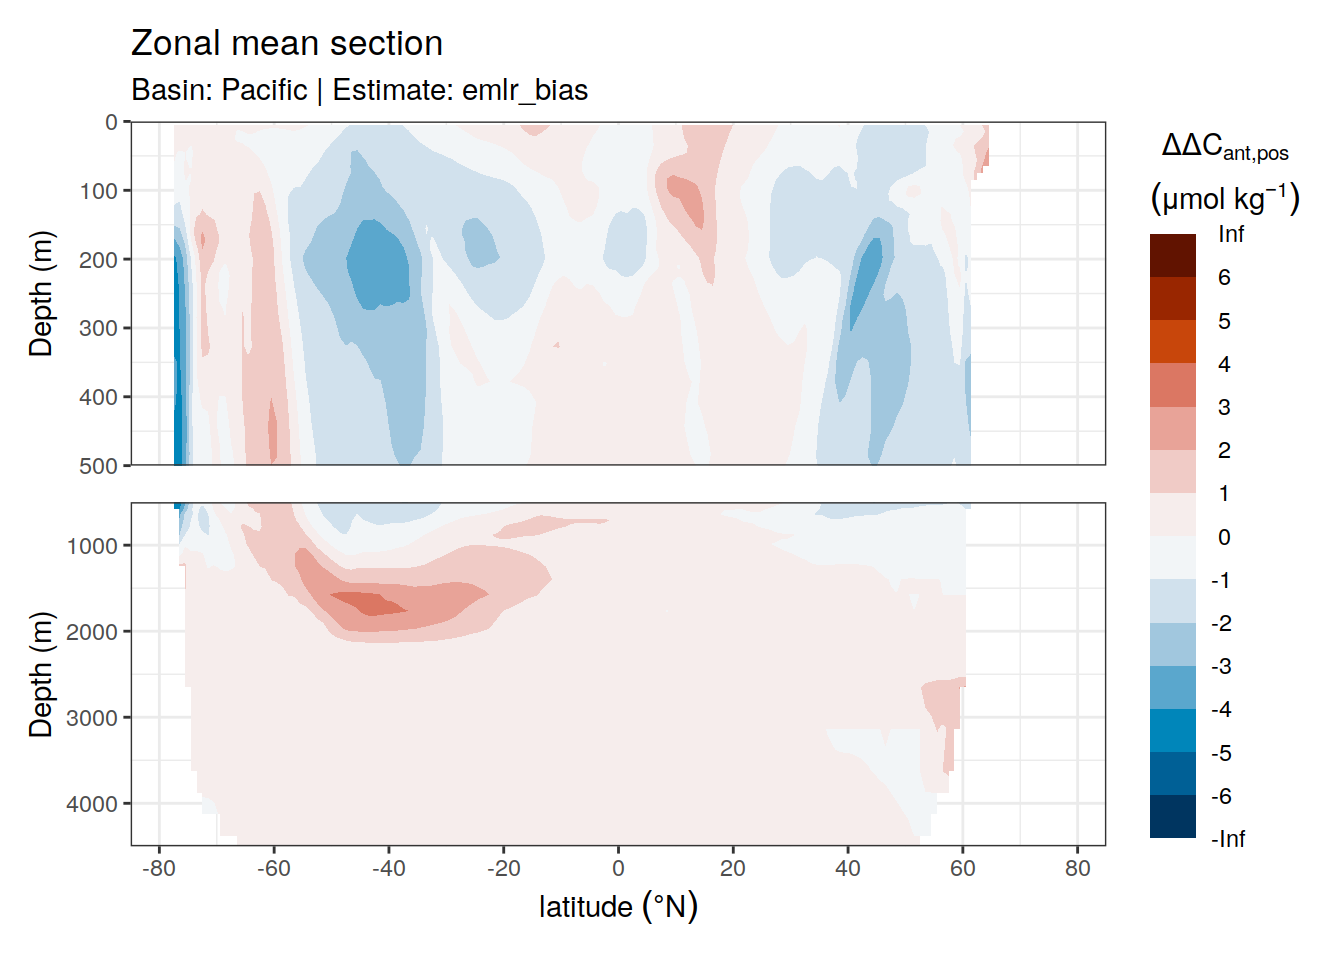 Zonal mean section
Basin: Pacific | Estimate: emlr_bias
0
100
200
300
400
500
Depth (m)
1000
2000
3000
4000
Depth (m)
-80 -60 -40 -20 0 20 40 60 80
latitude (°N)
ΔΔC_ant,pos
(μmol kg⁻¹)
Inf
6
5
4
3
2
1
0
-1
-2
-3
-4
-5
-6
-Inf